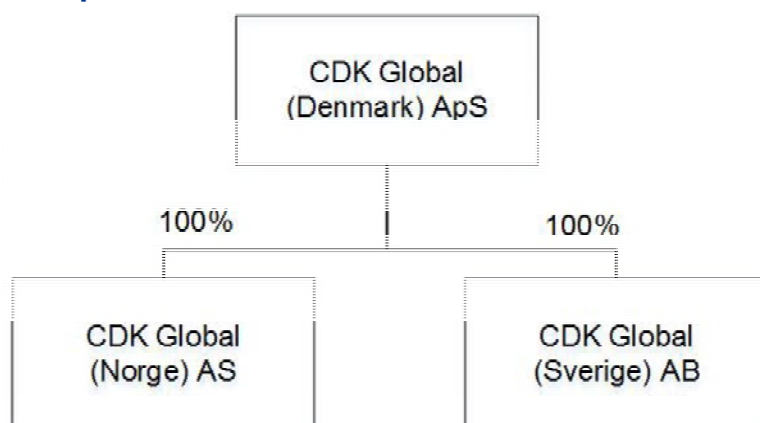 CDK Global
(Denmark) ApS
100%
100%
CDK Global
(Norge) AS
CDK Global
(Sverige) AB